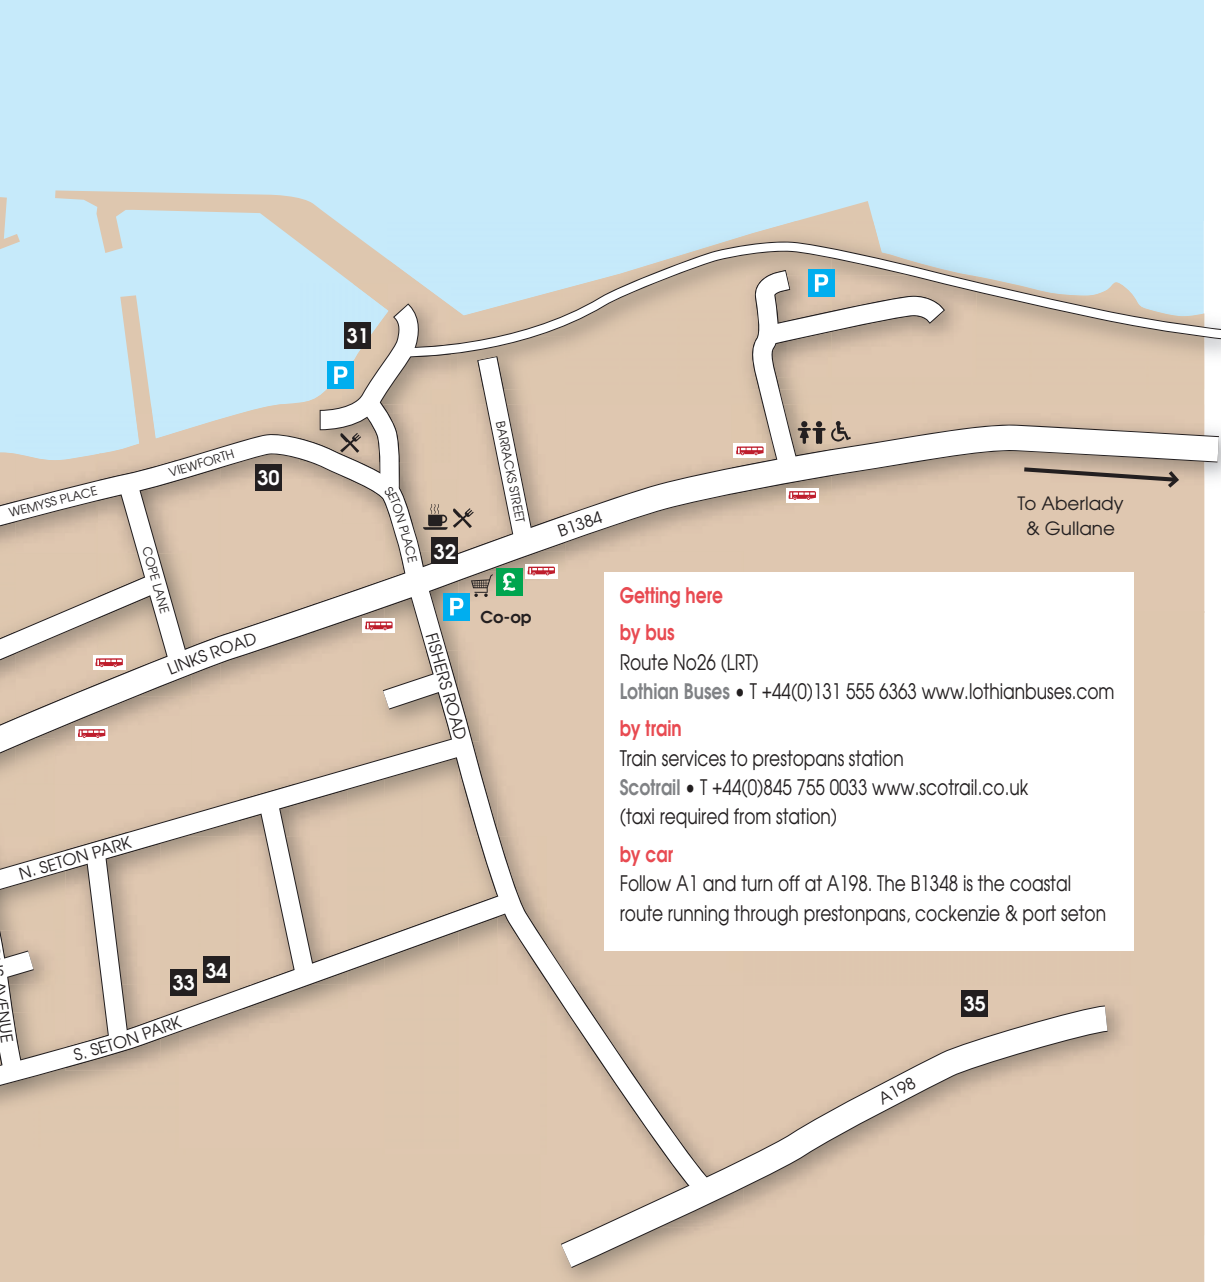 31
P
P
VIEWFORTH
30
WEMYSS PLACE
SETON PLACE
BARRACKS STREET
B1384
To Aberlady
& Gullane
32
COPE LANE
£
P
Co-op
LINKS ROAD
FISHERS ROAD
Getting here
by bus
Route No26 (LRT)
Lothian Buses • T +44(0)131 555 6363 www.lothianbuses.com
by train
Train services to prestopans station
Scotrail • T +44(0)845 755 0033 www.scotrail.co.uk
(taxi required from station)
by car
Follow A1 and turn off at A198. The B1348 is the coastal
route running through prestonpans, cockenzie & port seton
N. SETON PARK
33
34
AVENUE
S. SETON PARK
35
A198